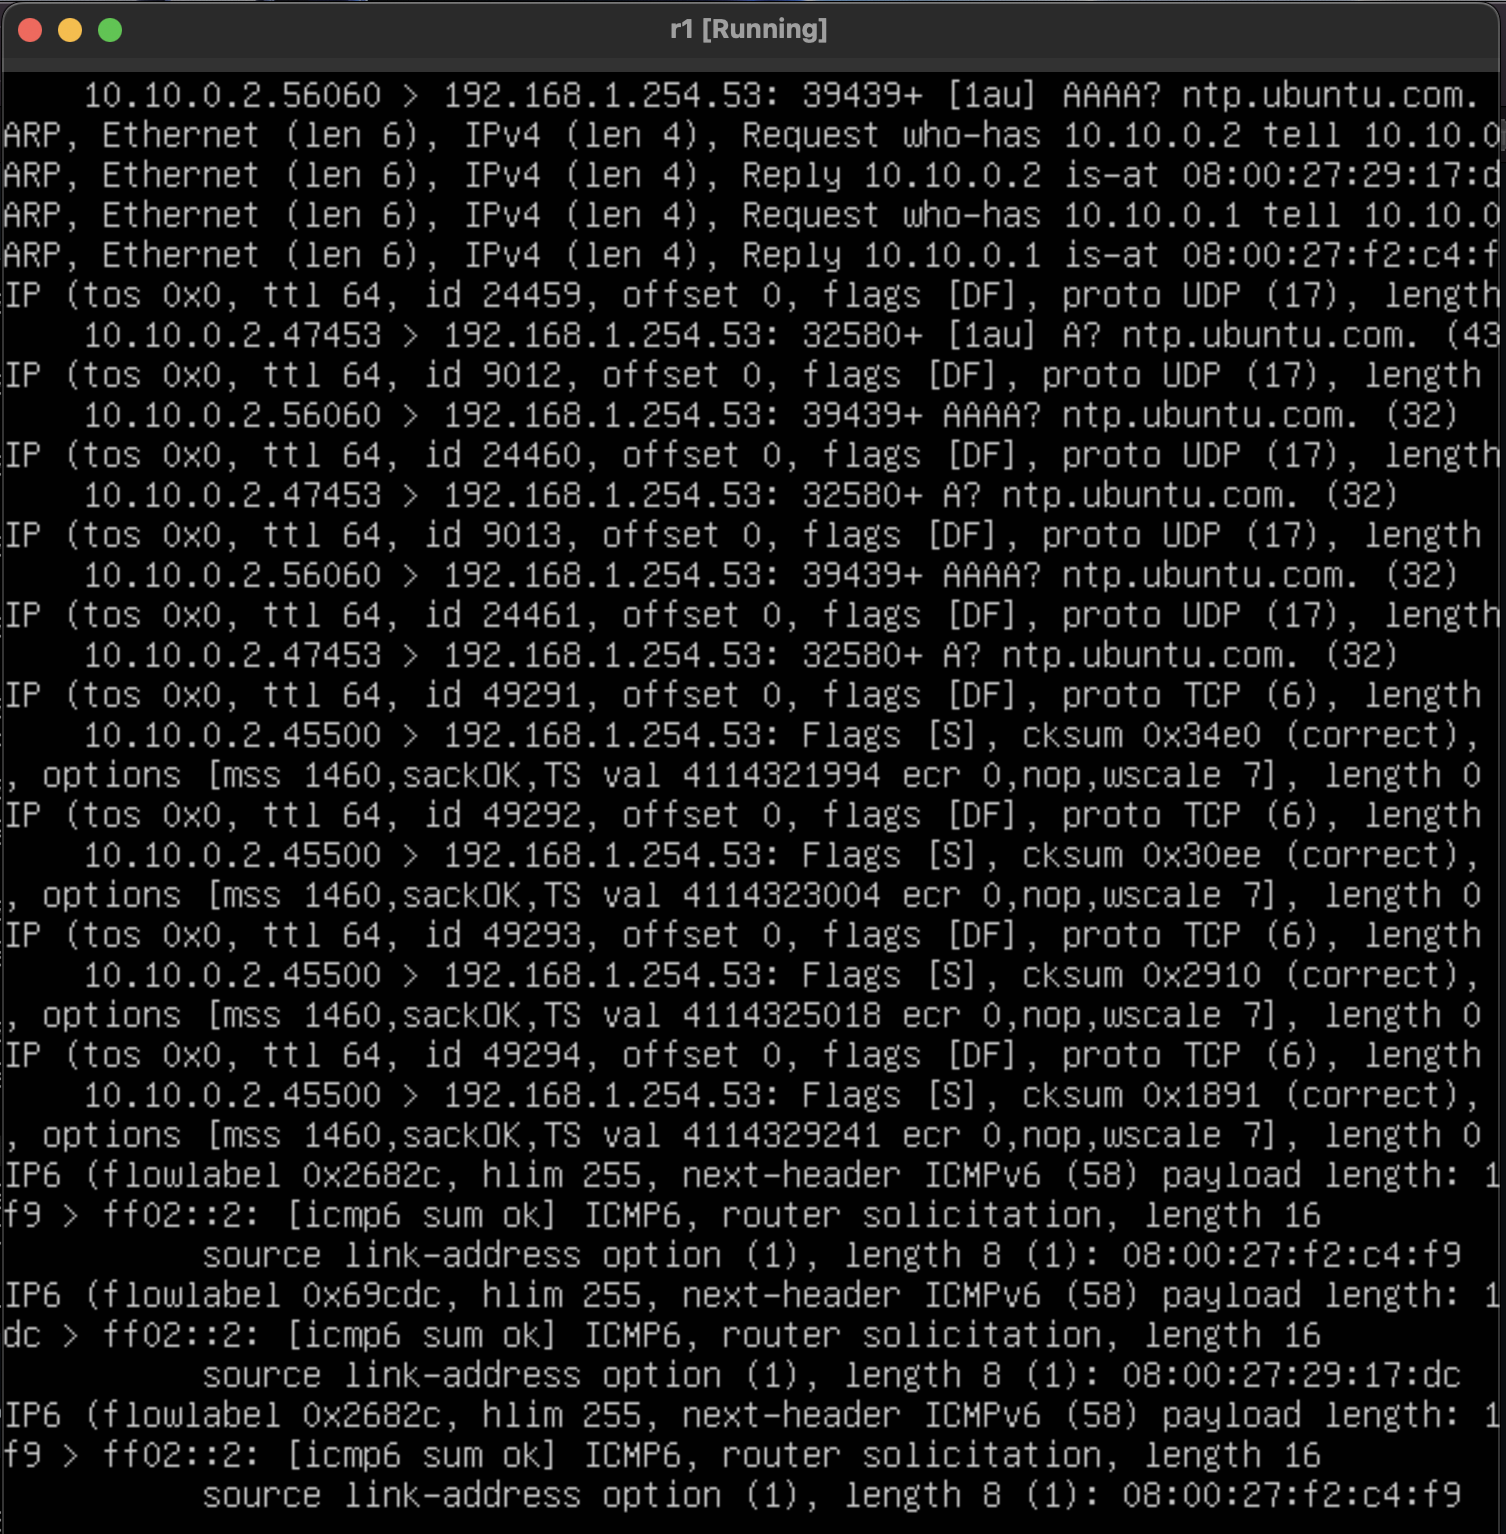 r1 [Running]
10.10.0.2.56060 > 192.168.1.254.53: 39439+ [1au] AAAA? ntp.ubuntu.com.
ARP, Ethernet (len 6), IPv4 (len 4), Request who-has 10.10.0.2 tell 10.10.0
ARP, Ethernet (len 6), IPv4 (len 4), Reply 10.10.0.2 is-at 08:00:27:29:17:d
ARP, Ethernet (len 6), IPv4 (len 4), Request who-has 10.10.0.1 tell 10.10.0
ARP, Ethernet (len 6), IPv4 (len 4), Reply 10.10.0.1 is-at 08:00:27:f2:c4:f
IP (tos 0x0, ttl 64, id 24459, offset 0, flags [DF], proto UDP (17), length
10.10.0.2.47453 > 192.168.1.254.53: 32580+ [1au] A? ntp.ubuntu.com. (43
IP (tos 0x0, ttl 64, id 9012, offset 0, flags [DF], proto UDP (17), length
10.10.0.2.56060 > 192.168.1.254.53: 39439+ AAAA? ntp.ubuntu.com. (32)
IP (tos 0x0, ttl 64, id 24460, offset 0, flags [DF], proto UDP (17), length
10.10.0.2.47453 > 192.168.1.254.53: 32580+ A? ntp.ubuntu.com. (32)
IP (tos 0x0, ttl 64, id 9013, offset 0, flags [DF], proto UDP (17), length
10.10.0.2.56060 > 192.168.1.254.53: 39439+ AAAA? ntp.ubuntu.com. (32)
IP (tos 0x0, ttl 64, id 24461, offset 0, flags [DF], proto UDP (17), length
10.10.0.2.47453 > 192.168.1.254.53: 32580+ A? ntp.ubuntu.com. (32)
IP (tos 0x0, ttl 64, id 49291, offset 0, flags [DF], proto TCP (6), length
10.10.0.2.45500 > 192.168.1.254.53: Flags [S], cksum 0x34e0 (correct),
, options [mss 1460,sackOK,TS val 4114321994 ecr 0,nop,wscale 7], length 0
IP (tos 0x0, ttl 64, id 49292, offset 0, flags [DF], proto TCP (6), length
10.10.0.2.45500 > 192.168.1.254.53: Flags [S], cksum 0x30ee (correct),
, options [mss 1460,sackOK,TS val 4114323004 ecr 0,nop,wscale 7], length 0
IP (tos 0x0, ttl 64, id 49293, offset 0, flags [DF], proto TCP (6), length
10.10.0.2.45500 > 192.168.1.254.53: Flags [S], cksum 0x2910 (correct),
, options [mss 1460,sackOK,TS val 4114325018 ecr 0,nop,wscale 7], length 0
IP (tos 0x0, ttl 64, id 49294, offset 0, flags [DF], proto TCP (6), length
10.10.0.2.45500 > 192.168.1.254.53: Flags [S], cksum 0x1891 (correct),
, options [mss 1460,sackOK,TS val 4114329241 ecr 0,nop,wscale 7], length 0
IP6 (flowlabel 0x2682c, hlim 255, next-header ICMPv6 (58) payload length: 1
f9 > ff02::2: [icmp6 sum ok] ICMP6, router solicitation, length 16
source link-address option (1), length 8 (1): 08:00:27:f2:c4:f9
IP6 (flowlabel 0x69cdc, hlim 255, next-header ICMPv6 (58) payload length: 1
dc > ff02::2: [icmp6 sum ok] ICMP6, router solicitation, length 16
source link-address option (1), length 8 (1): 08:00:27:29:17:dc
IP6 (flowlabel 0x2682c, hlim 255, next-header ICMPv6 (58) payload length: 1
f9 > ff02::2: [icmp6 sum ok] ICMP6, router solicitation, length 16
source link-address option (1), length 8 (1): 08:00:27:f2:c4:f9